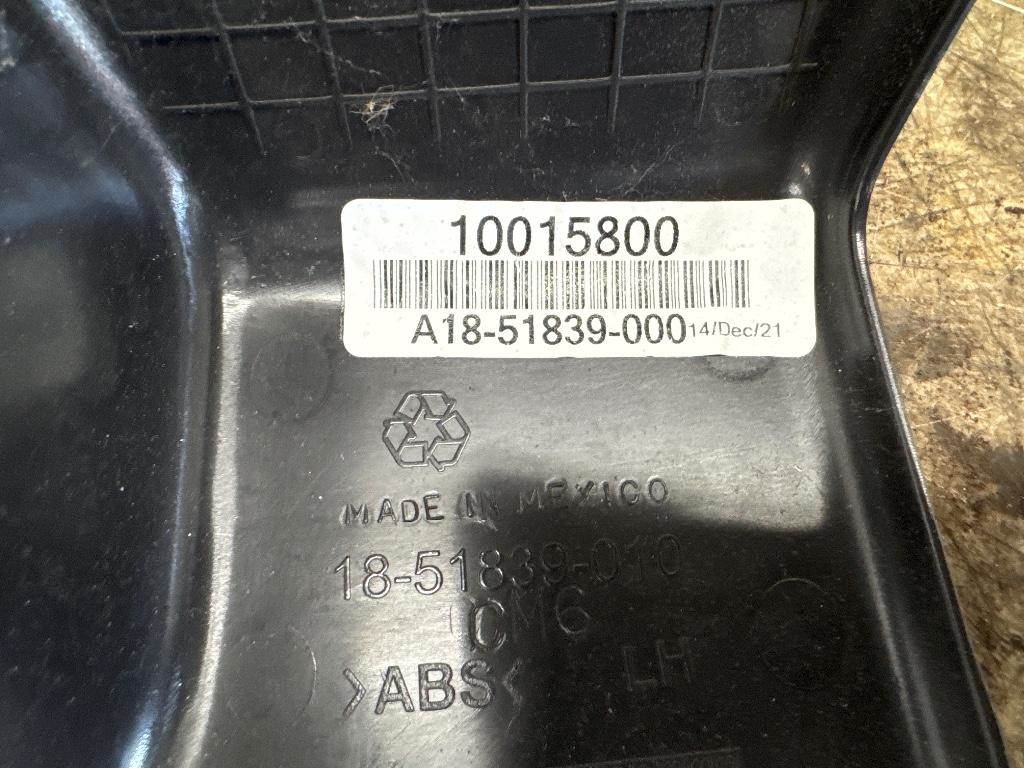 10015800
A18-51839-000 14/Dec/21
MADE IN MEXICO
18-51839-010
CM6
>ABS< LH